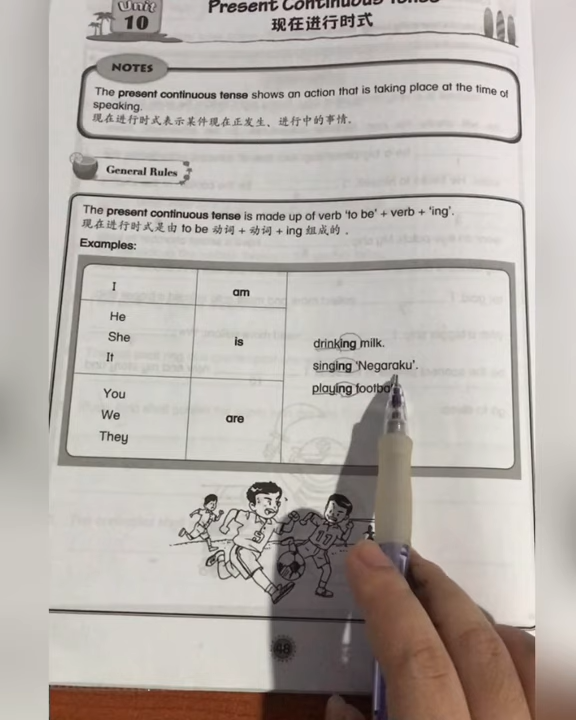 Unit
10
Present Continuous Tense
现在进行时式
NOTES
The present continuous tense shows an action that is taking place at the time of
speaking.
现在进行时式表示某件现在正发生、进行中的事情。
General Rules
The present continuous tense is made up of verb ‘to be’ + verb + ‘ing’.
现在进行时式是由 to be 动词 + 动词 + ing 组成的 .
Examples:
I
am
He
She
It
is
drinking milk.
singing ‘Negaraku’.
playing
You
We
They
are
48